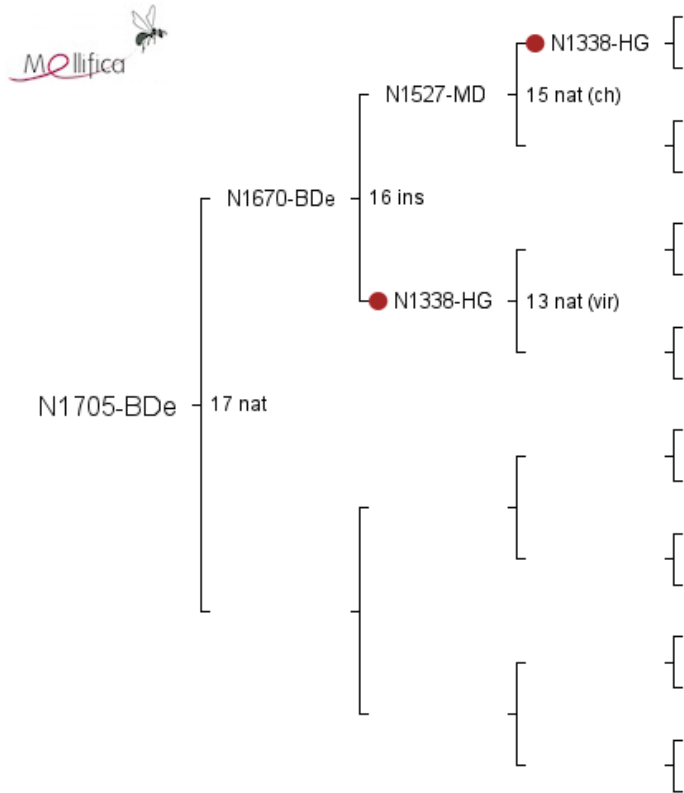 Mellifica
N1338-HG
N1527-MD
15 nat (ch)
N1670-BDe
16 ins
N1338-HG
13 nat (vir)
N1705-BDe
17 nat